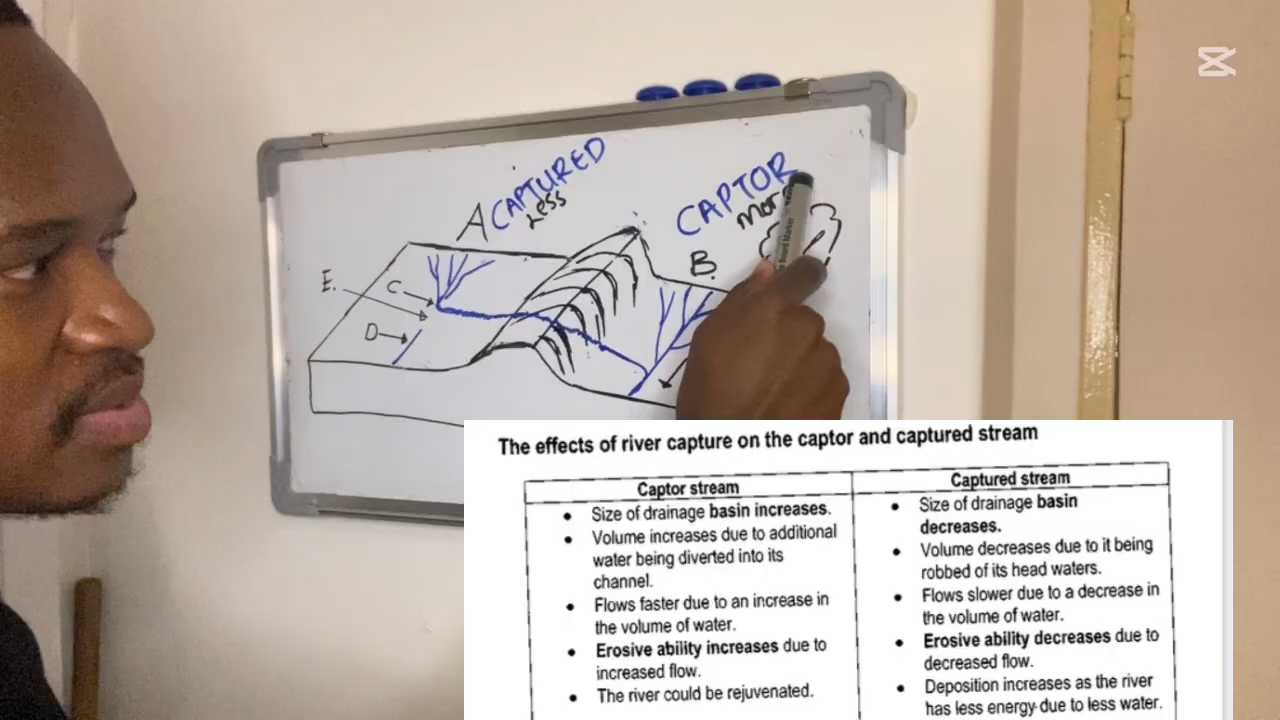 A CAPTURED
Less
CAPTOR
B.
E.
C
D
The effects of river capture on the captor and captured stream
Captor stream
Size of drainage basin increases.
Volume increases due to additional
water being diverted into its
channel.
Flows faster due to an increase in
the volume of water.
Erosive ability increases due to
increased flow.
The river could be rejuvenated.
Captured stream
Size of drainage basin
decreases.
Volume decreases due to it being
robbed of its head waters.
Flows slower due to a decrease in
the volume of water.
Erosive ability decreases due to
decreased flow.
Deposition increases as the river
has less energy due to less water.